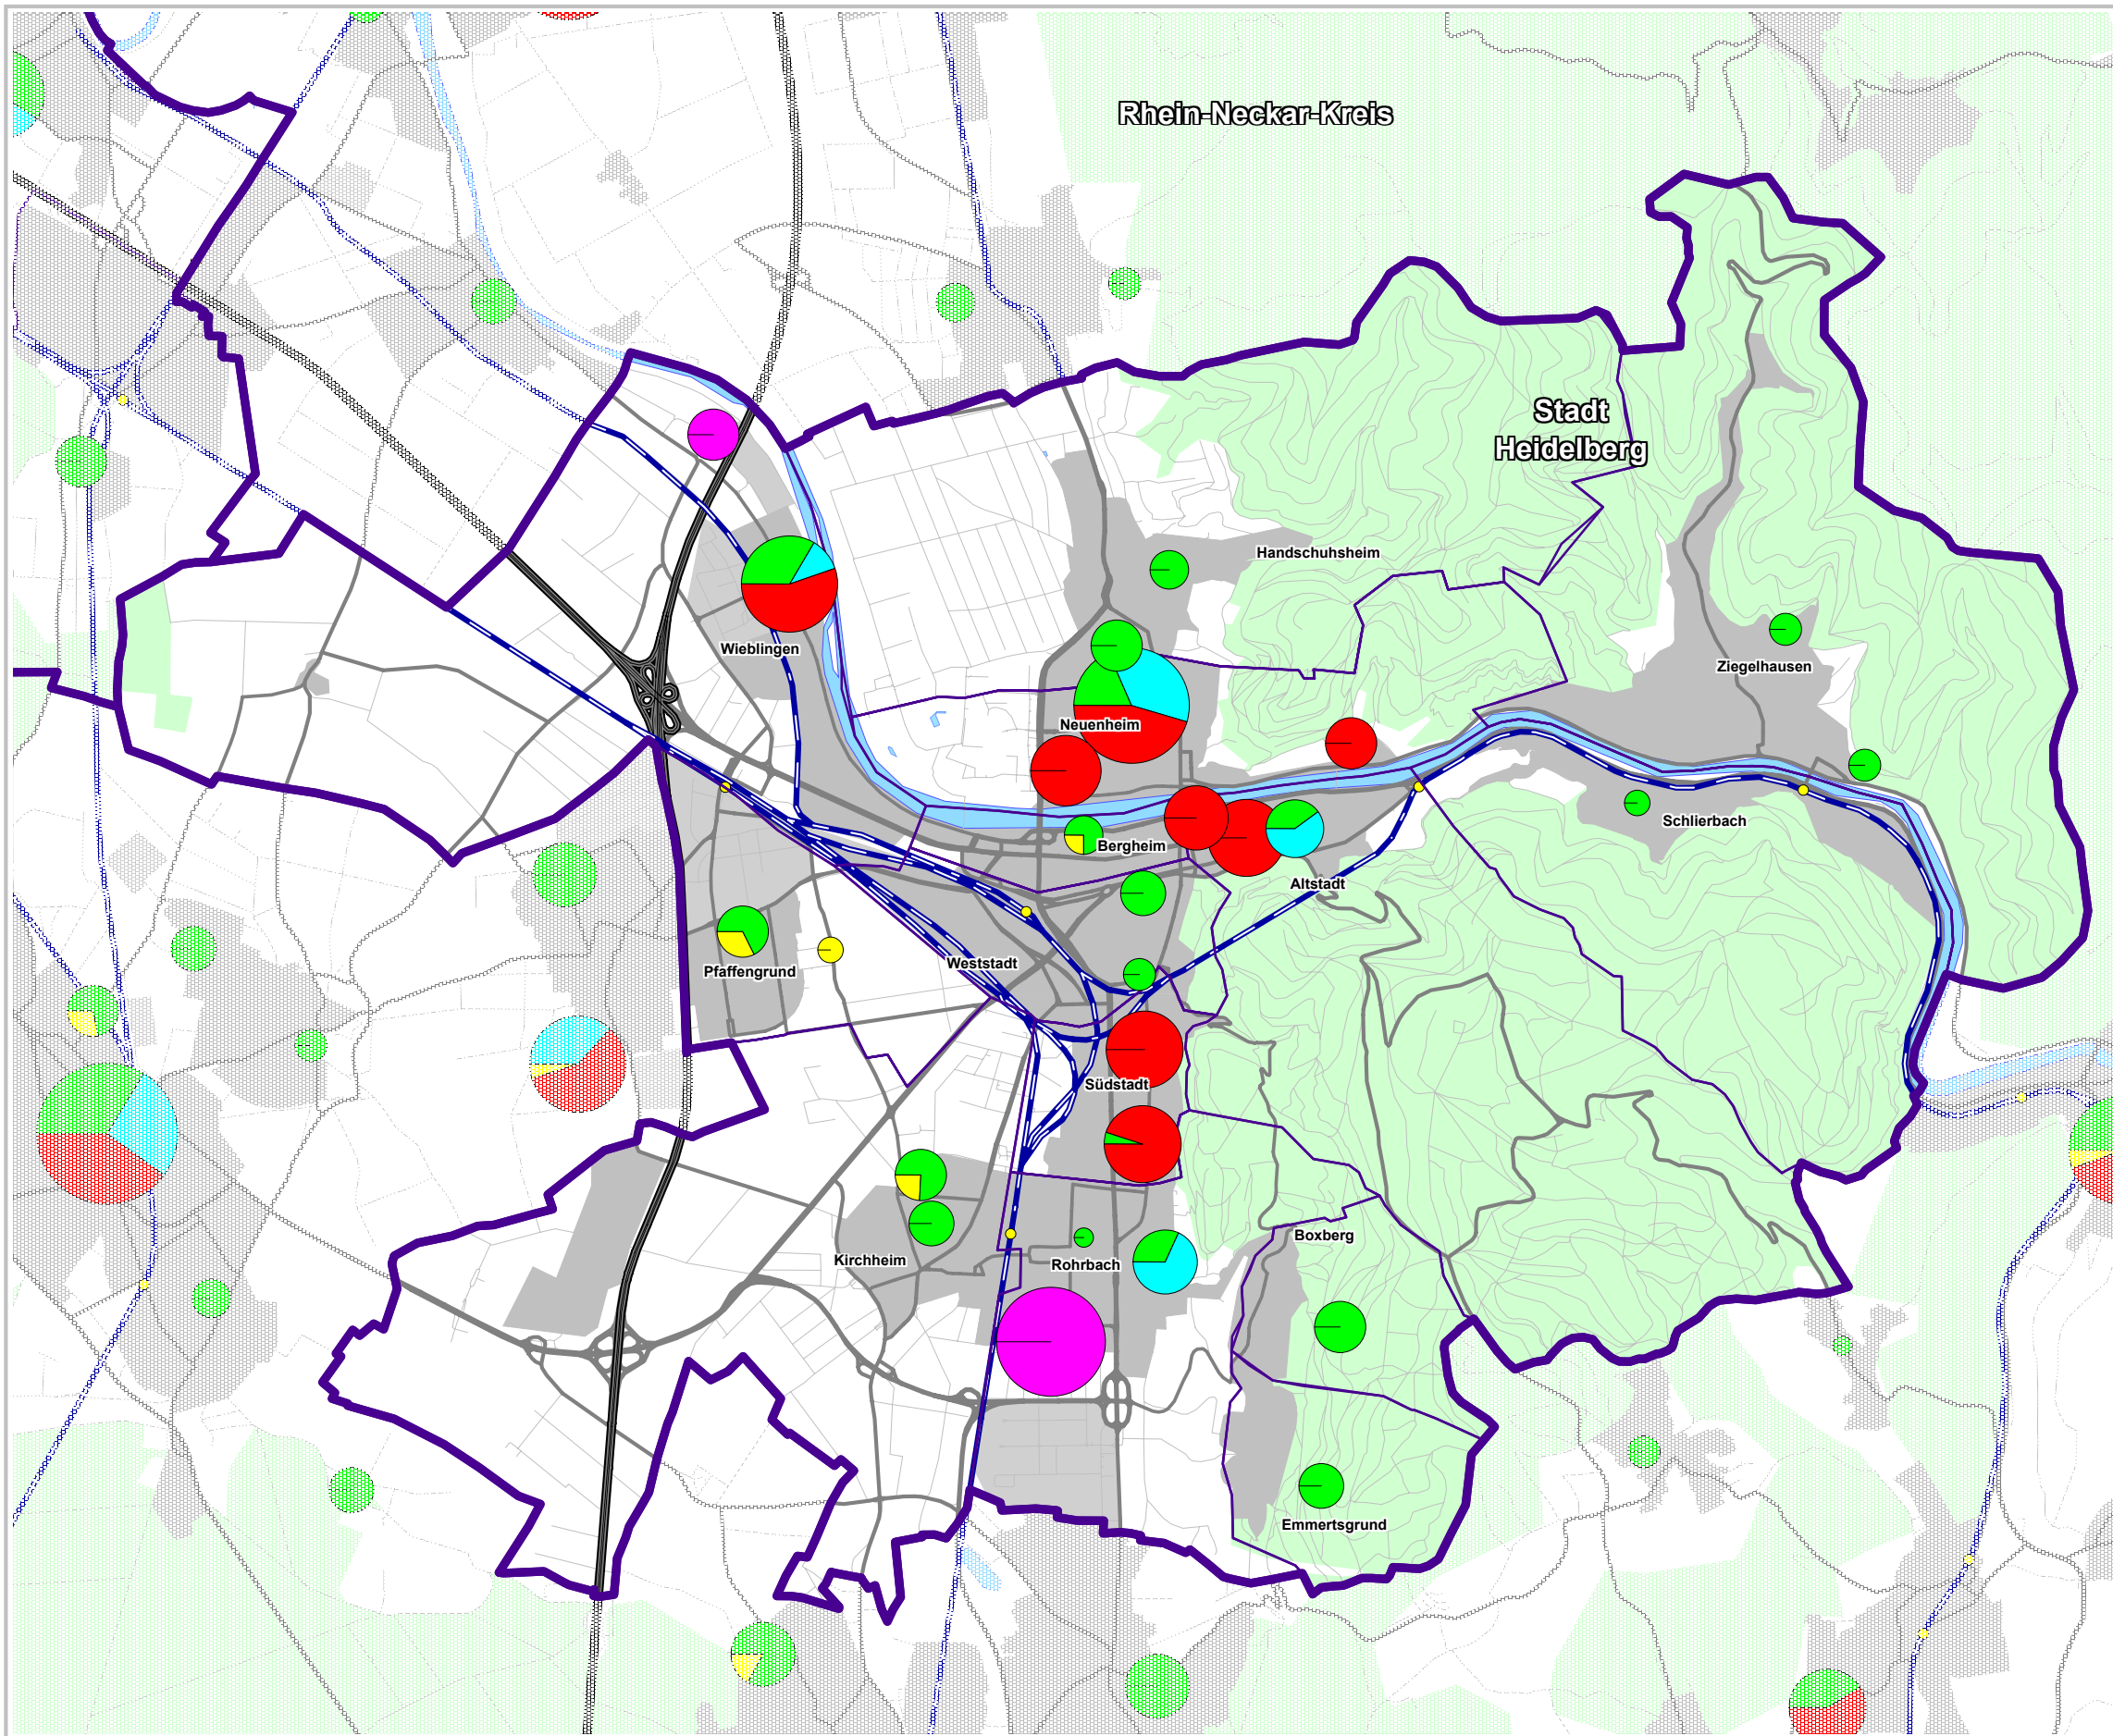 Rhein-Neckar-Kreis
Stadt
Heidelberg
Handschuhsheim
Wieblingen
Ziegelhausen
Neuenheim
Schlierbach
Bergheim
Altstadt
Weststadt
Pfaffengrund
Südstadt
Boxberg
Kirchheim
Rohrbach
Emmertsgrund